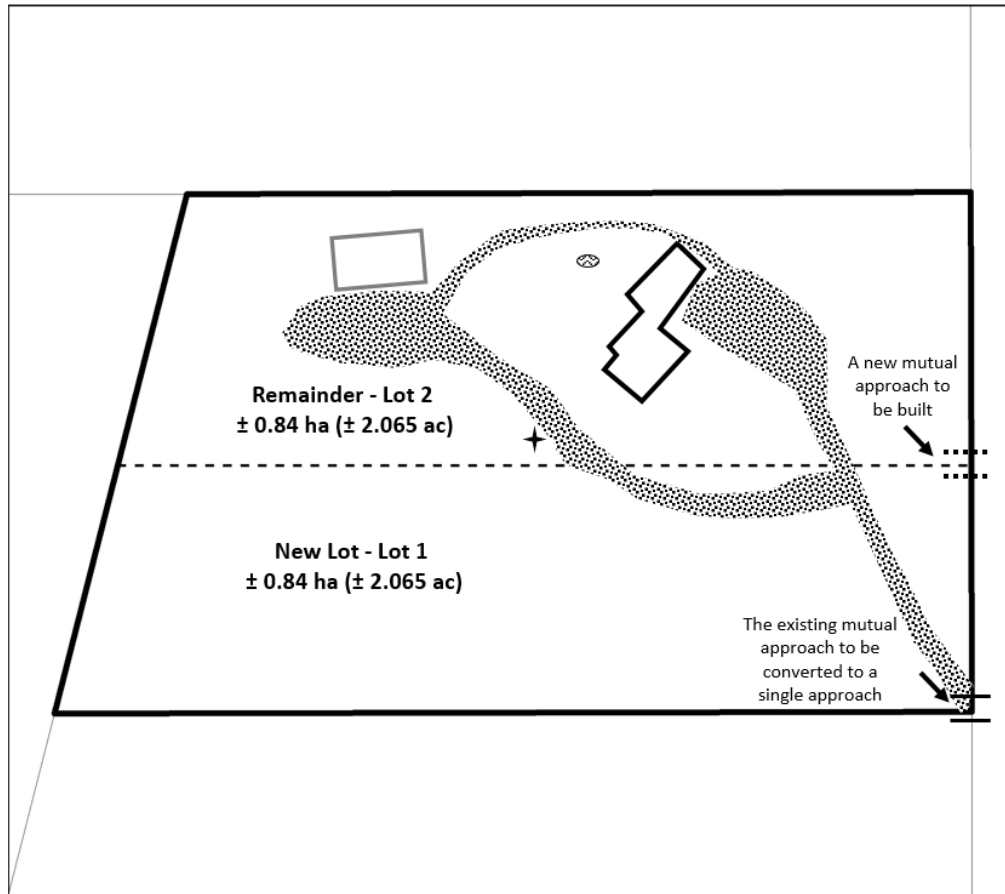 A new mutual
approach to
be built
Remainder - Lot 2
± 0.84 ha (± 2.065 ac)
New Lot - Lot 1
± 0.84 ha (± 2.065 ac)
The existing mutual
approach to be
converted to a
single approach